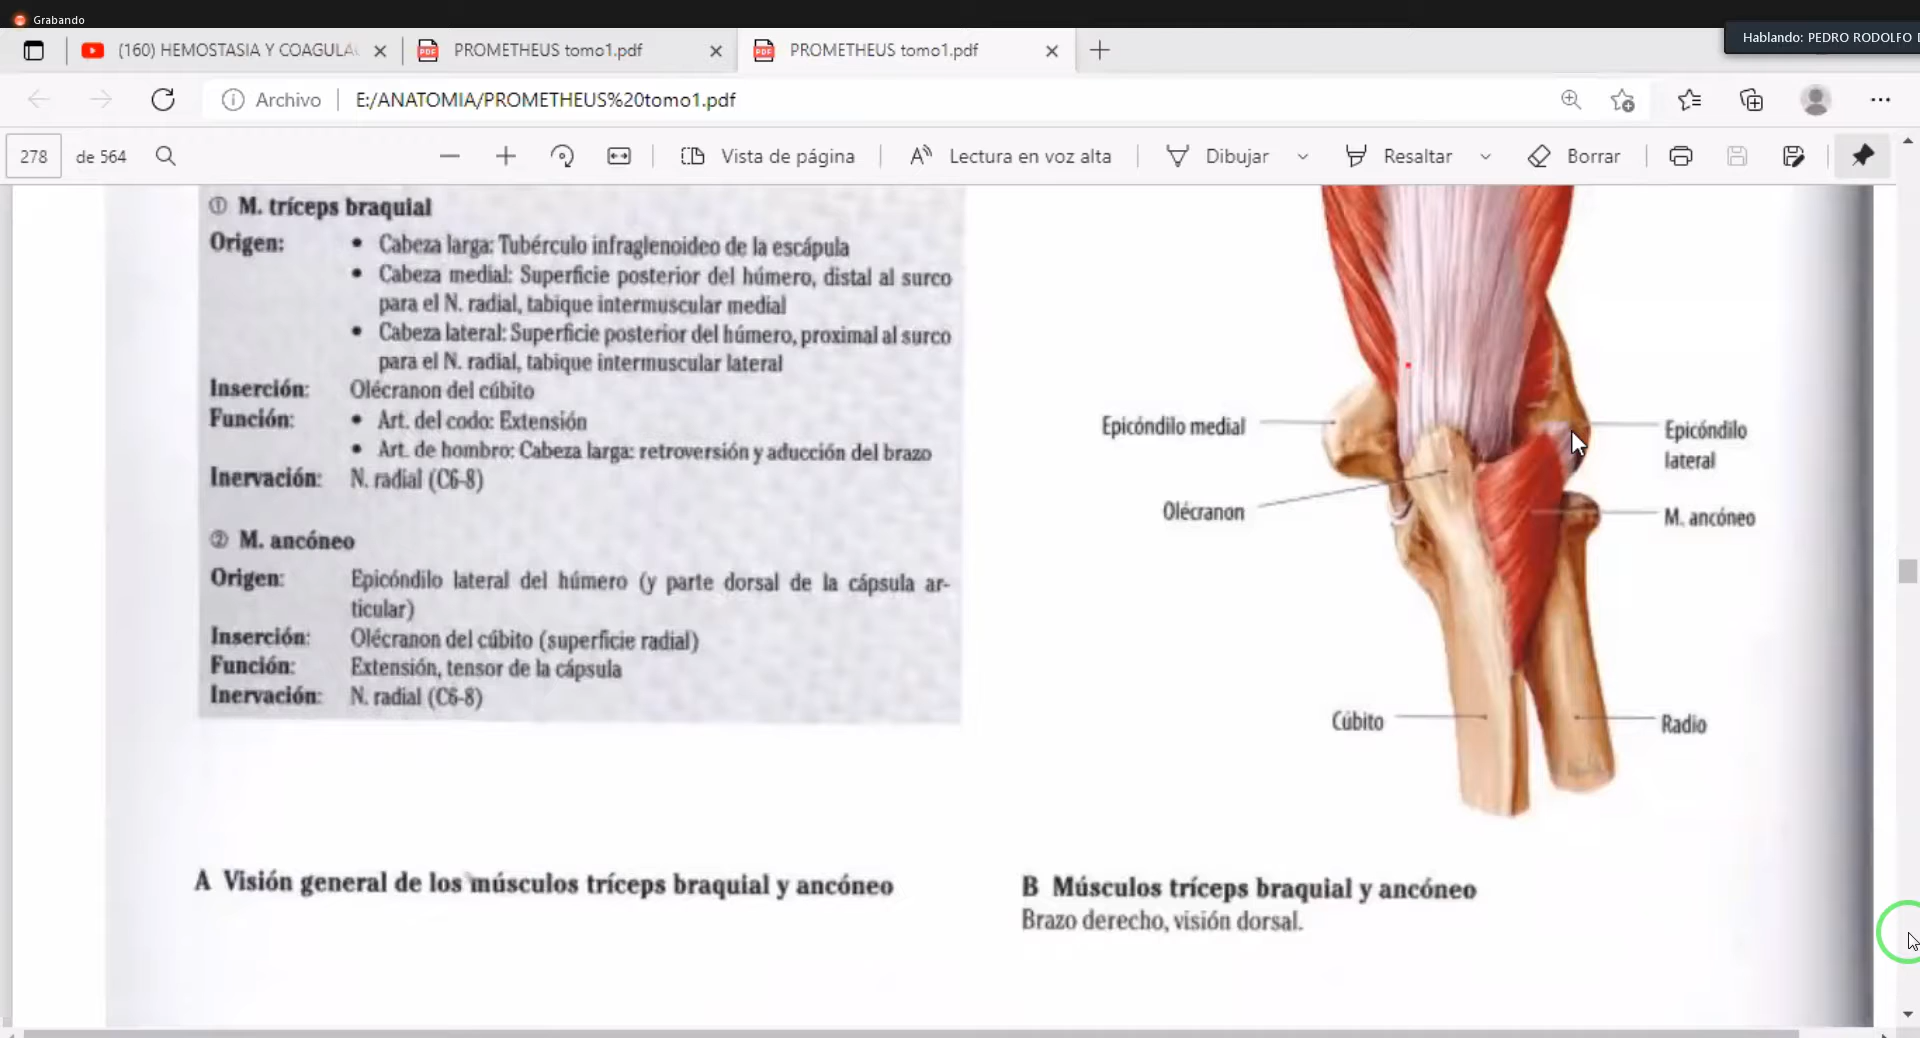 Grabando
Hablando: PEDRO RODOLFO
(160) HEMOSTASIA Y COAGULA
PROMETHEUS tomo1.pdf
PROMETHEUS tomo1.pdf
Archivo
E:/ANATOMIA/PROMETHEUS%20tomo1.pdf
278
de 564
Vista de página
Lectura en voz alta
Dibujar
Resaltar
Borrar
① M. tríceps braquial
Origen:
• Cabeza larga: Tubérculo infraglenoideo de la escápula
• Cabeza medial: Superficie posterior del húmero, distal al surco
para el N. radial, tabique intermuscular medial
• Cabeza lateral: Superficie posterior del húmero, proximal al surco
para el N. radial, tabique intermuscular lateral
Inserción: Olécranon del cúbito
Función: • Art. del codo: Extensión
• Art. de hombro: Cabeza larga: retroversión y aducción del brazo
Inervación: N. radial (C6-8)
② M. ancóneo
Origen: Epicóndilo lateral del húmero (y parte dorsal de la cápsula ar-
ticular)
Inserción: Olécranon del cúbito (superficie radial)
Función: Extensión, tensor de la cápsula
Inervación: N. radial (C6-8)
A Visión general de los músculos tríceps braquial y ancóneo
Epicóndilo medial
Epicóndilo
lateral
Olécranon
M. ancóneo
Cúbito
Radio
B Músculos tríceps braquial y ancóneo
Brazo derecho, visión dorsal.